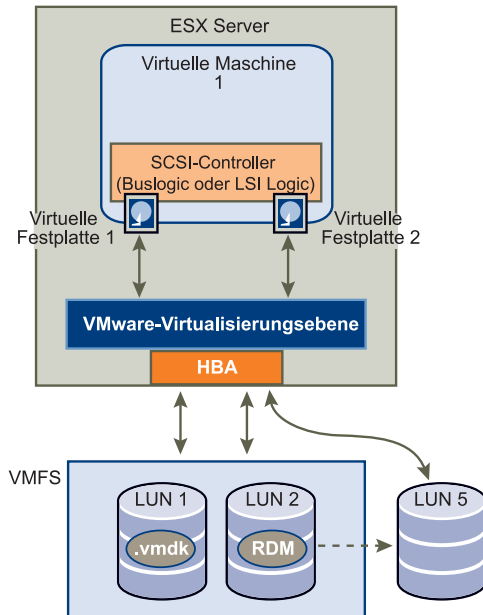 ESX Server
Virtuelle Maschine
1
SCSI-Controller
(Buslogic oder LSI Logic)
Virtuelle
Festplatte 1
Virtuelle
Festplatte 2
VMware-Virtualisierungsebene
HBA
VMFS
LUN 1
LUN 2
LUN 5
.vmdk
RDM